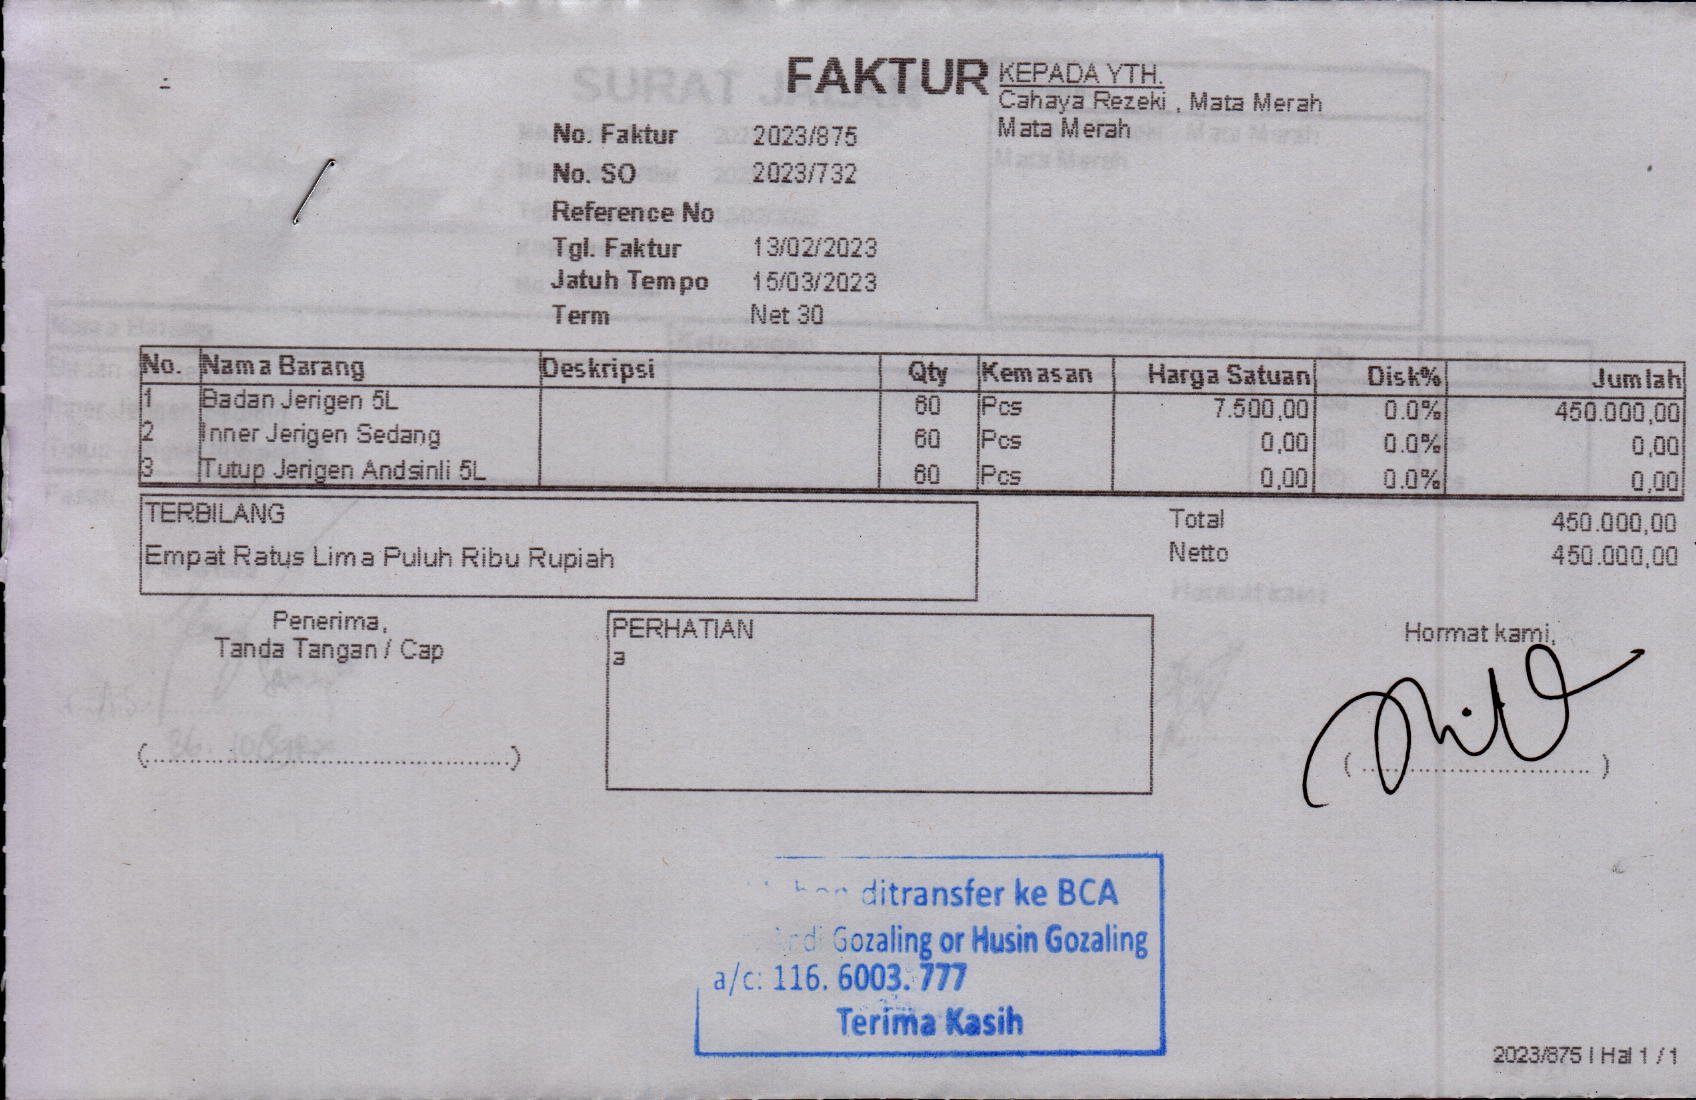 FAKTUR
KEPADA YTH.
Cahaya Rezeki , Mata Merah
Mata Merah
No. Faktur 2023/875
No. SO 2023/732
Reference No
Tgl. Faktur 13/02/2023
Jatuh Tempo 15/03/2023
Term Net 30
No. Nama Barang Deskripsi Qty Kemasan Harga Satuan Disk% Jumlah
1 Badan Jerigen 5L 60 Pcs 7.500,00 0.0% 450.000,00
2 Inner Jerigen Sedang 60 Pcs 0,00 0.0% 0,00
3 Tutup Jerigen Andsinli 5L 60 Pcs 0,00 0.0% 0,00
TERBILANG
Empat Ratus Lima Puluh Ribu Rupiah
Total 450.000,00
Netto 450.000,00
Penerima,
Tanda Tangan / Cap
(..................................................)
PERHATIAN
a
Hormat kami,
( ................................ )
ditransfer ke BCA
Gozaling or Husin Gozaling
a/c: 116. 6003. 777
Terima Kasih
2023/875 | Hal 1 / 1